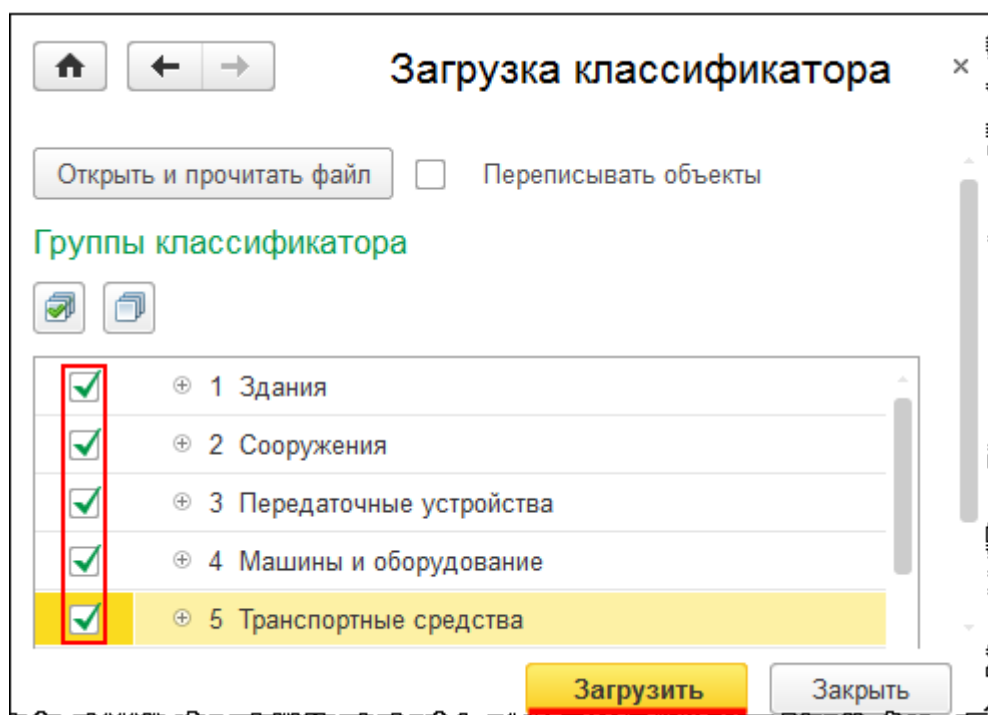 Загрузка классификатора
Открыть и прочитать файл Переписывать объекты
Группы классификатора
1 Здания
2 Сооружения
3 Передаточные устройства
4 Машины и оборудование
5 Транспортные средства
Загрузить Закрыть